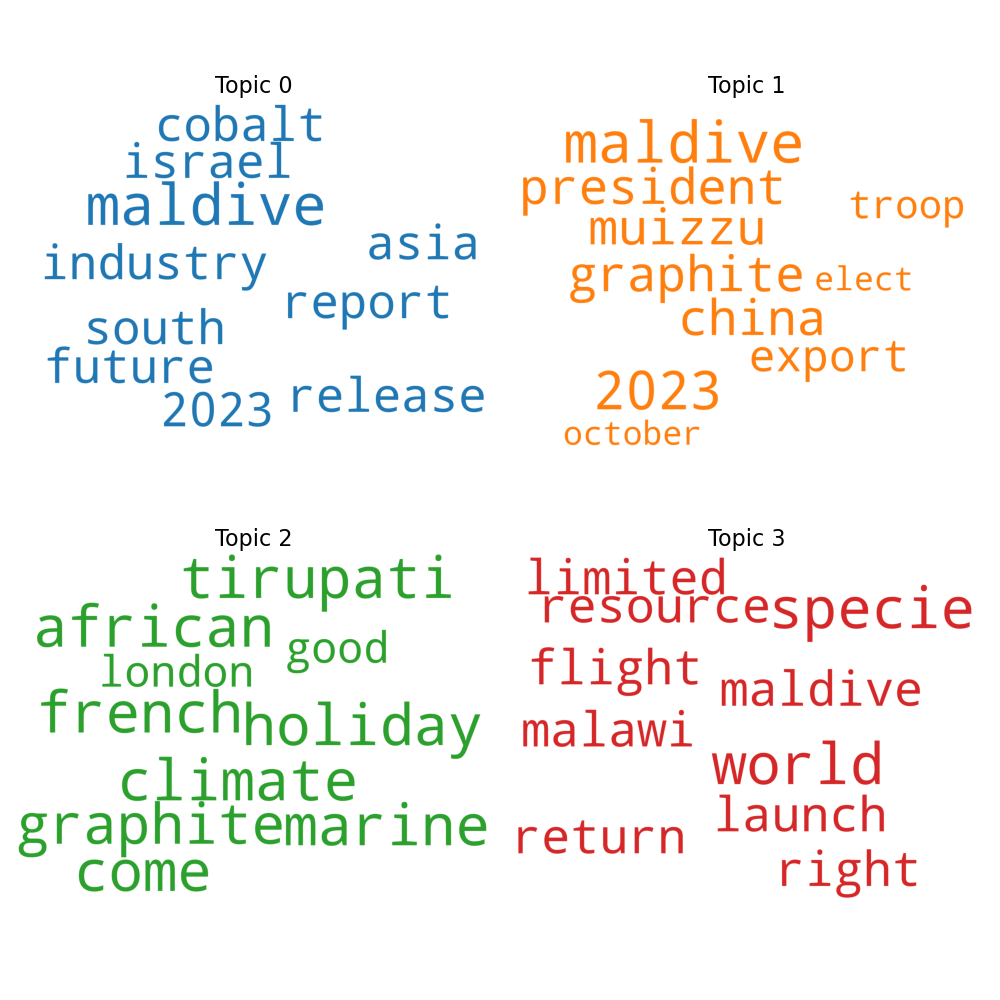 Topic 0
cobalt
israel
maldive
asia
industry
report
south
future
release
2023
Topic 1
maldive
president
troop
muizzu
graphite
elect
china
export
2023
october
Topic 2
tirupati
african
good
london
french
holiday
climate
graphite
marine
come
Topic 3
limited
resource
specie
flight
maldive
malawi
world
launch
return
right